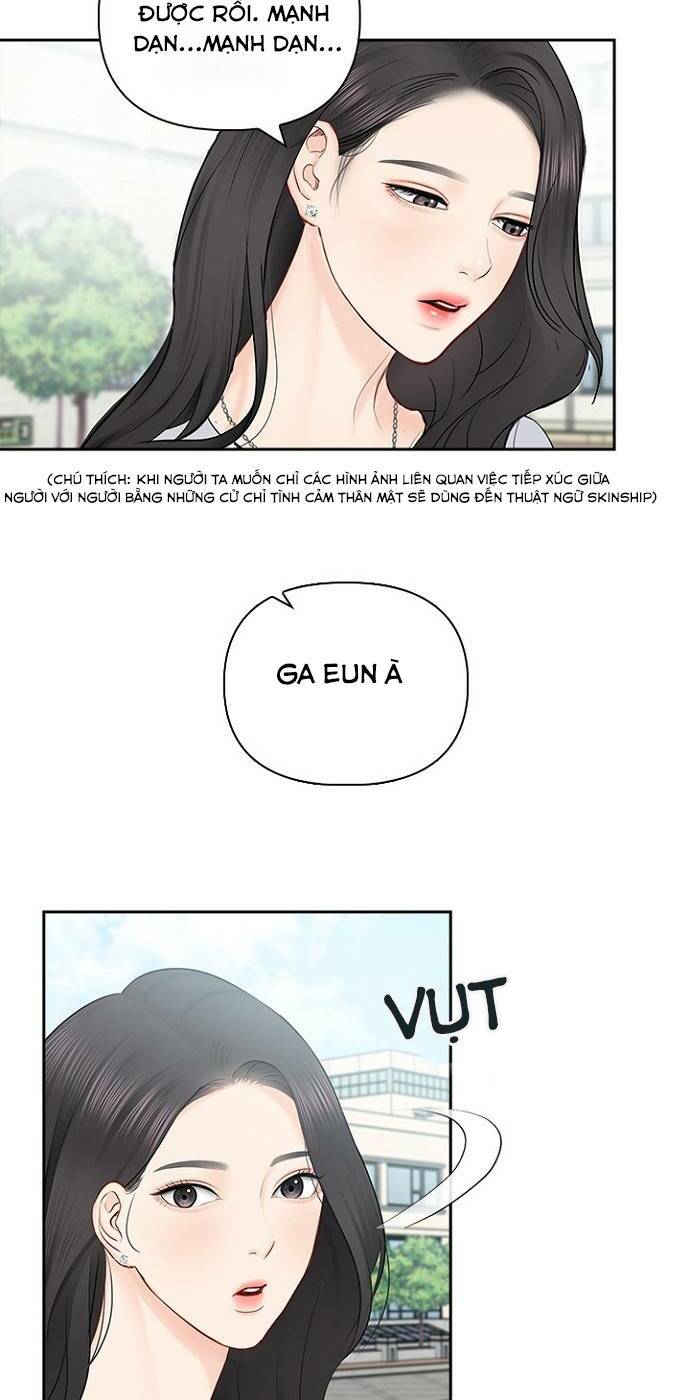 ĐƯỢC RỒI. MẠNH
DẠN...MẠNH DẠN...
(CHÚ THÍCH: KHI NGƯỜI TA MUỐN CHỈ CÁC HÌNH ẢNH LIÊN QUAN VIỆC TIẾP XÚC GIỮA
NGƯỜI VỚI NGƯỜI BẰNG NHỮNG CỬ CHỈ TÌNH CẢM THÂN MẬT SẼ DÙNG ĐẾN THUẬT NGỮ SKINSHIP)
GA EUN À
VỤT